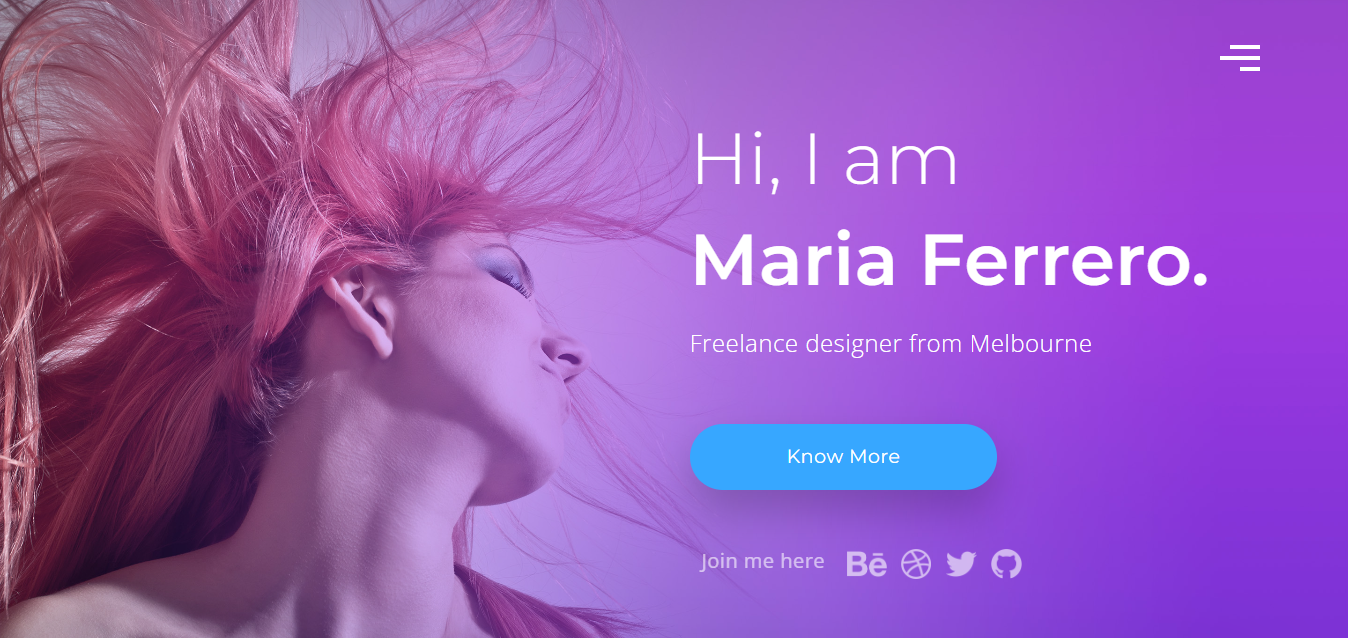 Hi, I am
Maria Ferrero.
Freelance designer from Melbourne
Know More
Join me here
Bē